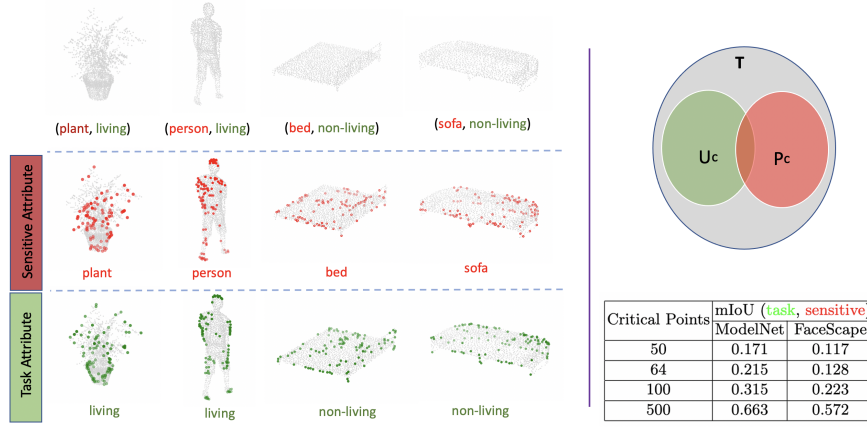 (plant, living)
(person, living)
(bed, non-living)
(sofa, non-living)
Sensitive Attribute
plant
person
bed
sofa
Task Attribute
living
living
non-living
non-living
T
Uc
Pc
Critical Points mIoU (task, sensitive)
ModelNet FaceScape
50 0.171 0.117
64 0.215 0.128
100 0.315 0.223
500 0.663 0.572